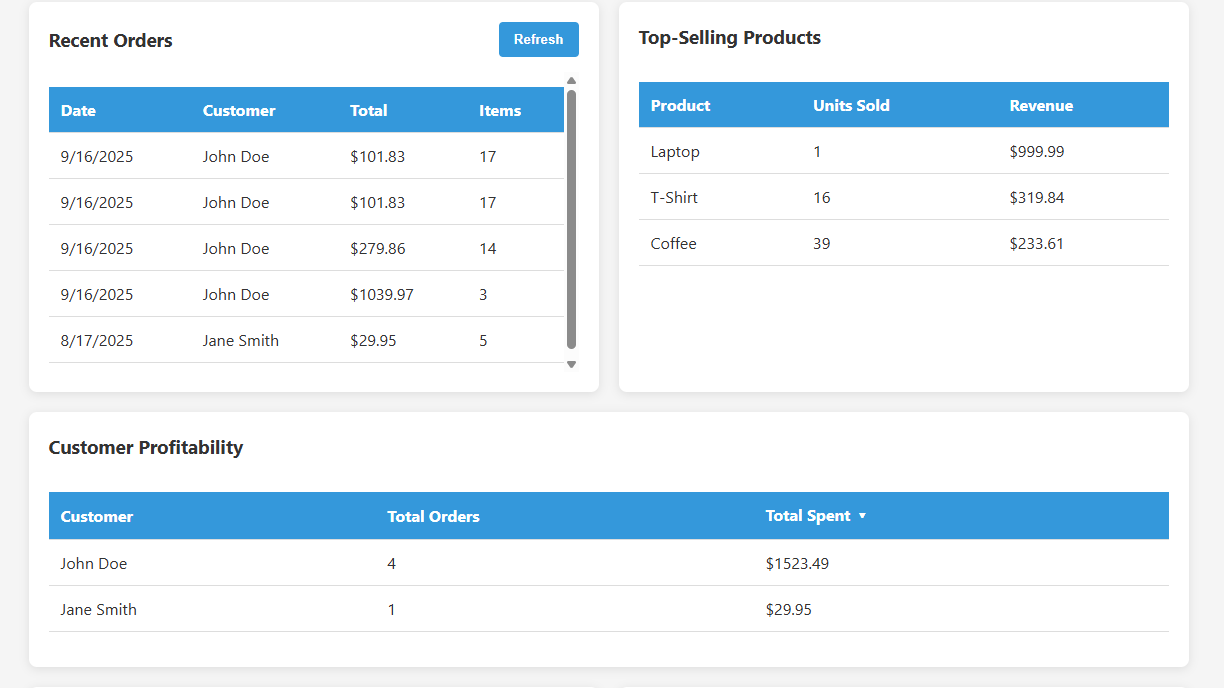 Recent Orders
Refresh
Date Customer Total Items
9/16/2025 John Doe $101.83 17
9/16/2025 John Doe $101.83 17
9/16/2025 John Doe $279.86 14
9/16/2025 John Doe $1039.97 3
8/17/2025 Jane Smith $29.95 5
Top-Selling Products
Product Units Sold Revenue
Laptop 1 $999.99
T-Shirt 16 $319.84
Coffee 39 $233.61
Customer Profitability
Customer Total Orders Total Spent ▼
John Doe 4 $1523.49
Jane Smith 1 $29.95